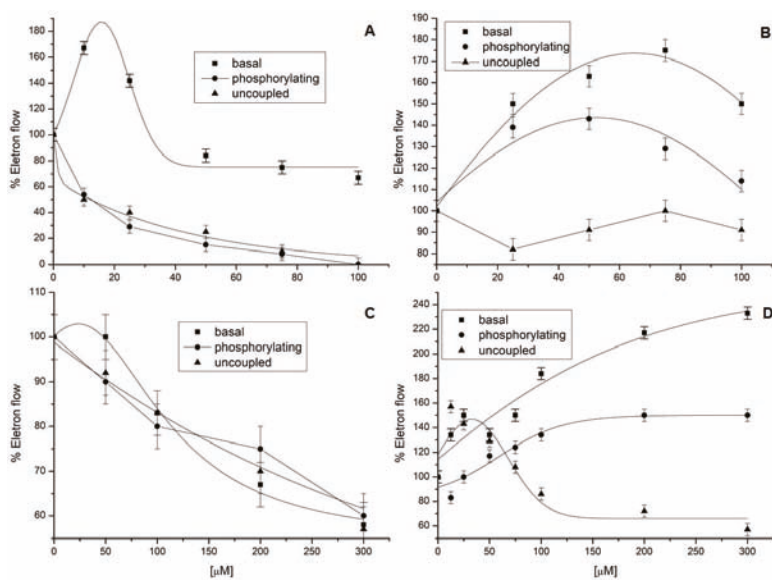 A
basal
phosphorylating
uncoupled
% Eletron flow
180
160
140
120
100
80
60
40
20
0
0 20 40 60 80 100
B
basal
phosphorylating
uncoupled
% Eletron flow
190
180
170
160
150
140
130
120
110
100
90
80
0 20 40 60 80 100
C
basal
phosphorylating
uncoupled
% Eletron flow
110
100
90
80
70
60
0 50 100 150 200 250 300
[µM]
D
basal
phosphorylating
uncoupled
% Eletron flow
240
220
200
180
160
140
120
100
80
60
0 50 100 150 200 250 300
[µM]